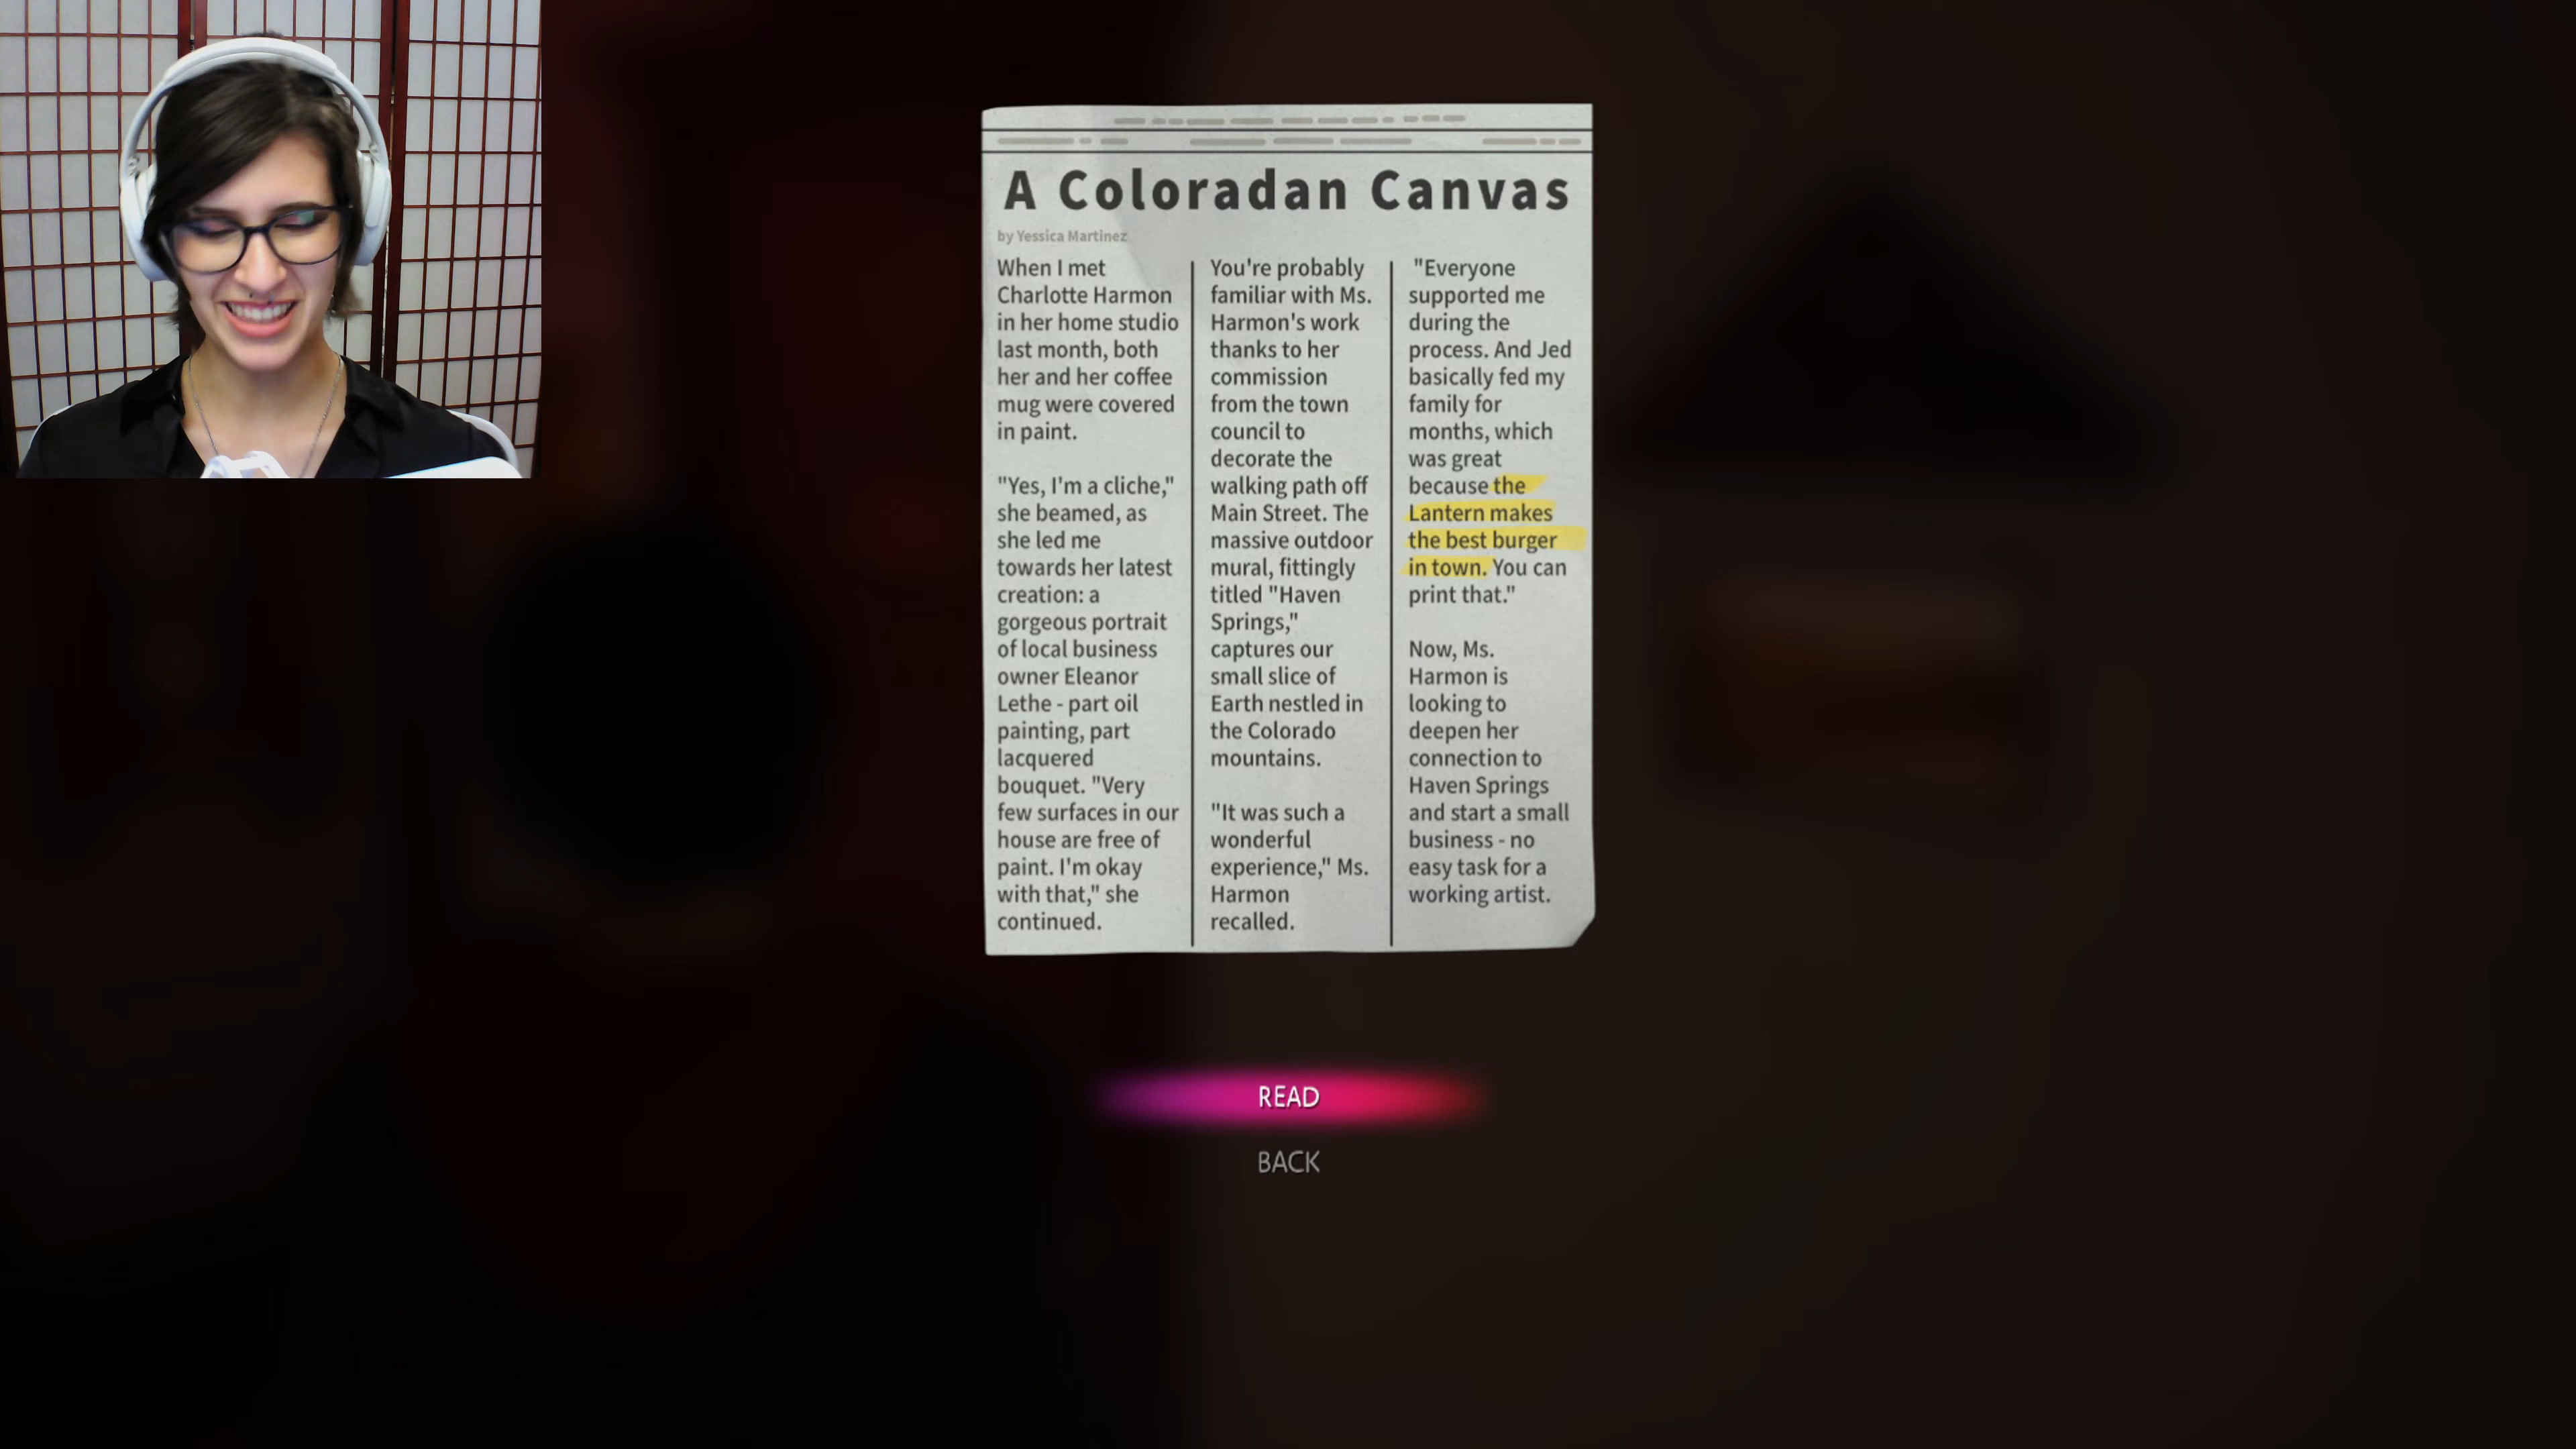 A Coloradan Canvas
by Yessica Martinez
When I met
Charlotte Harmon
in her home studio
last month, both
her and her coffee
mug were covered
in paint.
"Yes, I'm a cliche,"
she beamed, as
she led me
towards her latest
creation: a
gorgeous portrait
of local business
owner Eleanor
Lethe - part oil
painting, part
lacquered
bouquet. "Very
few surfaces in our
house are free of
paint. I'm okay
with that," she
continued.
You're probably
familiar with Ms.
Harmon's work
thanks to her
commission
from the town
council to
decorate the
walking path off
Main Street. The
massive outdoor
mural, fittingly
titled "Haven
Springs,"
captures our
small slice of
Earth nestled in
the Colorado
mountains.
"It was such a
wonderful
experience," Ms.
Harmon
recalled.
"Everyone
supported me
during the
process. And Jed
basically fed my
family for
months, which
was great
because the
Lantern makes
the best burger
in town. You can
print that."
Now, Ms.
Harmon is
looking to
deepen her
connection to
Haven Springs
and start a small
business - no
easy task for a
working artist.
READ
BACK